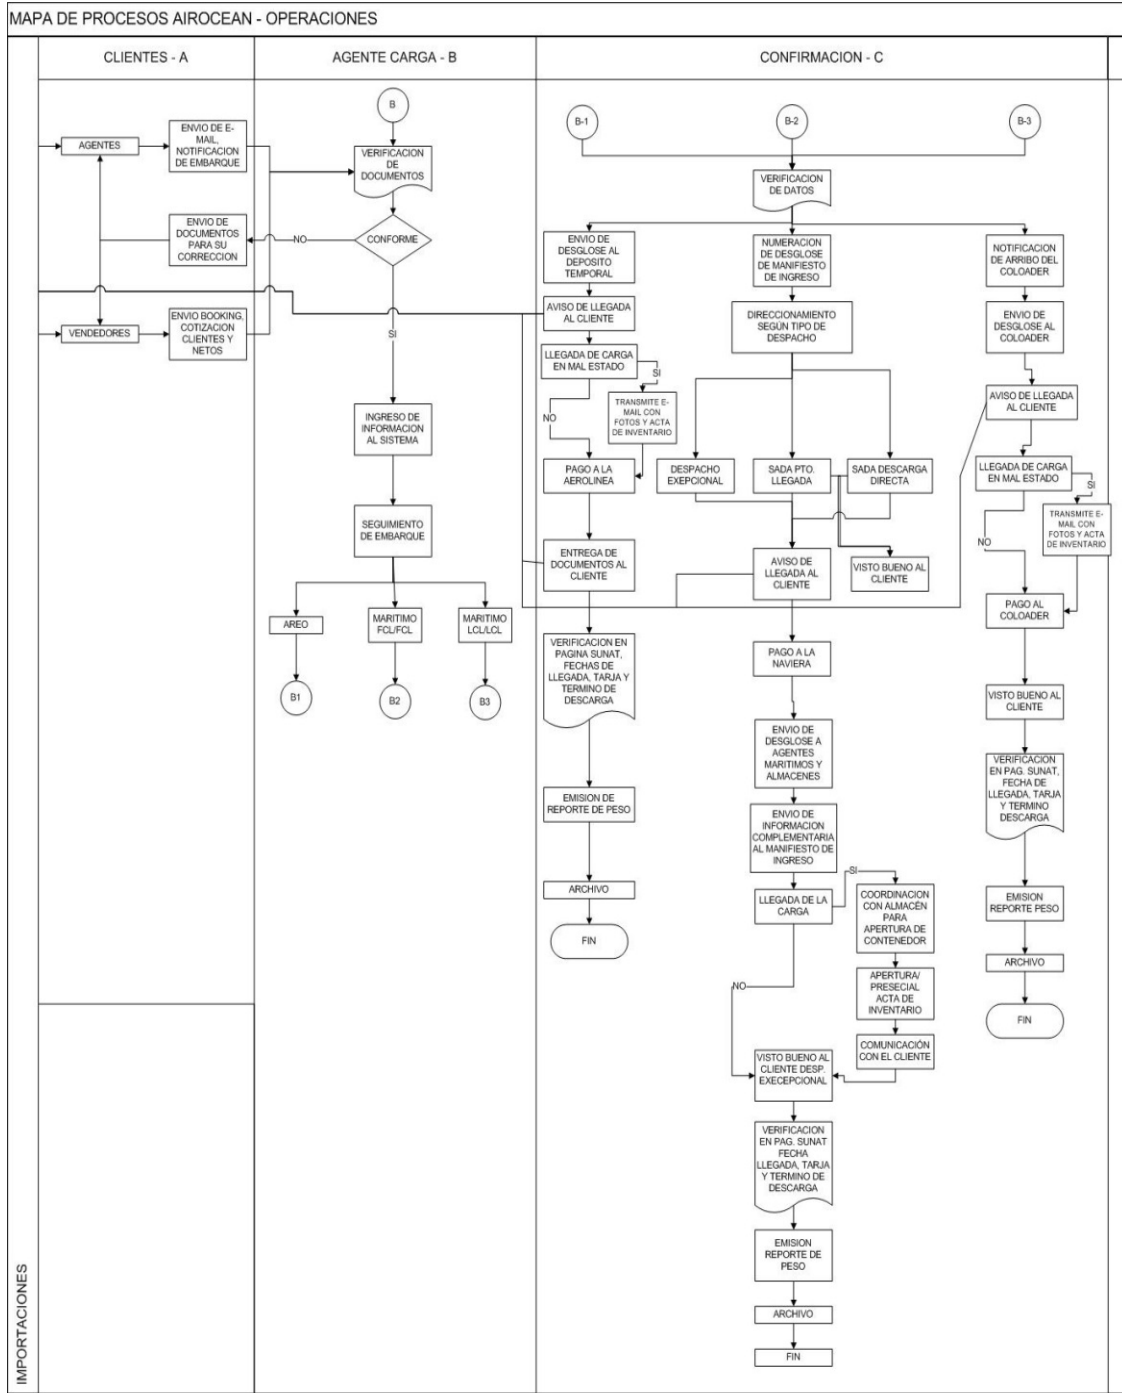 MAPA DE PROCESOS AIROCEAN - OPERACIONES
CLIENTES - A
AGENTE CARGA - B
CONFIRMACION - C
AGENTES
ENVIO DE E-
MAIL,
NOTIFICACION
DE EMBARQUE
ENVIO DE
DOCUMENTOS
PARA SU
CORRECCION
VENDEDORES
ENVIO BOOKING,
COTIZACION
CLIENTES Y
NETOS
B
VERIFICACION
DE
DOCUMENTOS
CONFORME
NO
SI
INGRESO DE
INFORMACION
AL SISTEMA
SEGUIMIENTO
DE EMBARQUE
AREO
MARITIMO
FCL/FCL
MARITIMO
LCL/LCL
B1
B2
B3
B-1
B-2
B-3
VERIFICACION
DE DATOS
ENVIO DE
DESGLOSE AL
DEPOSITO
TEMPORAL
AVISO DE LLEGADA
AL CLIENTE
LLEGADA DE CARGA
EN MAL ESTADO
SI
NO
TRANSMITE E-
MAIL CON
FOTOS Y ACTA
DE INVENTARIO
PAGO A LA
AEROLINEA
ENTREGA DE
DOCUMENTOS AL
CLIENTE
VERIFICACION EN
PAGINA SUNAT,
FECHAS DE
LLEGADA, TARJA Y
TERMINO DE
DESCARGA
EMISION DE
REPORTE DE PESO
ARCHIVO
FIN
NUMERACION
DE DESGLOSE
DE MANIFIESTO
DE INGRESO
DIRECCIONAMIENTO
SEGÚN TIPO DE
DESPACHO
DESPACHO
EXEPCIONAL
SADA PTO.
LLEGADA
SADA DESCARGA
DIRECTA
AVISO DE
LLEGADA AL
CLIENTE
VISTO BUENO AL
CLIENTE
PAGO A LA
NAVIERA
ENVIO DE
DESGLOSE A
AGENTES
MARITIMOS Y
ALMACENES
ENVIO DE
INFORMACION
COMPLEMENTARIA
AL MANIFIESTO DE
INGRESO
LLEGADA DE LA
CARGA
SI
NO
COORDINACION
CON ALMACÉN
PARA
APERTURA DE
CONTENEDOR
APERTURA/
PRESECIAL
ACTA DE
INVENTARIO
COMUNICACIÓN
CON EL CLIENTE
VISTO BUENO AL
CLIENTE DESP.
EXECEPCIONAL
VERIFICACION
EN PAG. SUNAT
FECHA
LLEGADA, TARJA
Y TERMINO DE
DESCARGA
EMISION
REPORTE DE
PESO
ARCHIVO
FIN
NOTIFICACION
DE ARRIBO DEL
COLOADER
ENVIO DE
DESGLOSE AL
COLOADER
AVISO DE LLEGADA
AL CLIENTE
LLEGADA DE CARGA
EN MAL ESTADO
SI
NO
TRANSMITE E-
MAIL CON
FOTOS Y ACTA
DE INVENTARIO
PAGO AL
COLOADER
VISTO BUENO AL
CLIENTE
VERIFICACION
EN PAG. SUNAT,
FECHA DE
LLEGADA, TARJA
Y TERMINO
DESCARGA
EMISION
REPORTE PESO
ARCHIVO
FIN
IMPORTACIONES